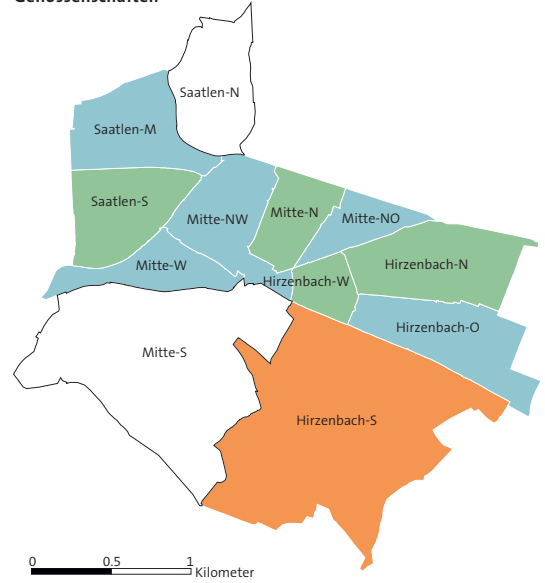 Genossenschaften
Saatlen-N
Saatlen-M
Saatlen-S
Mitte-NW
Mitte-N
Mitte-NO
Mitte-W
Hirzenbach-W
Hirzenbach-N
Hirzenbach-O
Mitte-S
Hirzenbach-S
0 0.5 1 Kilometer